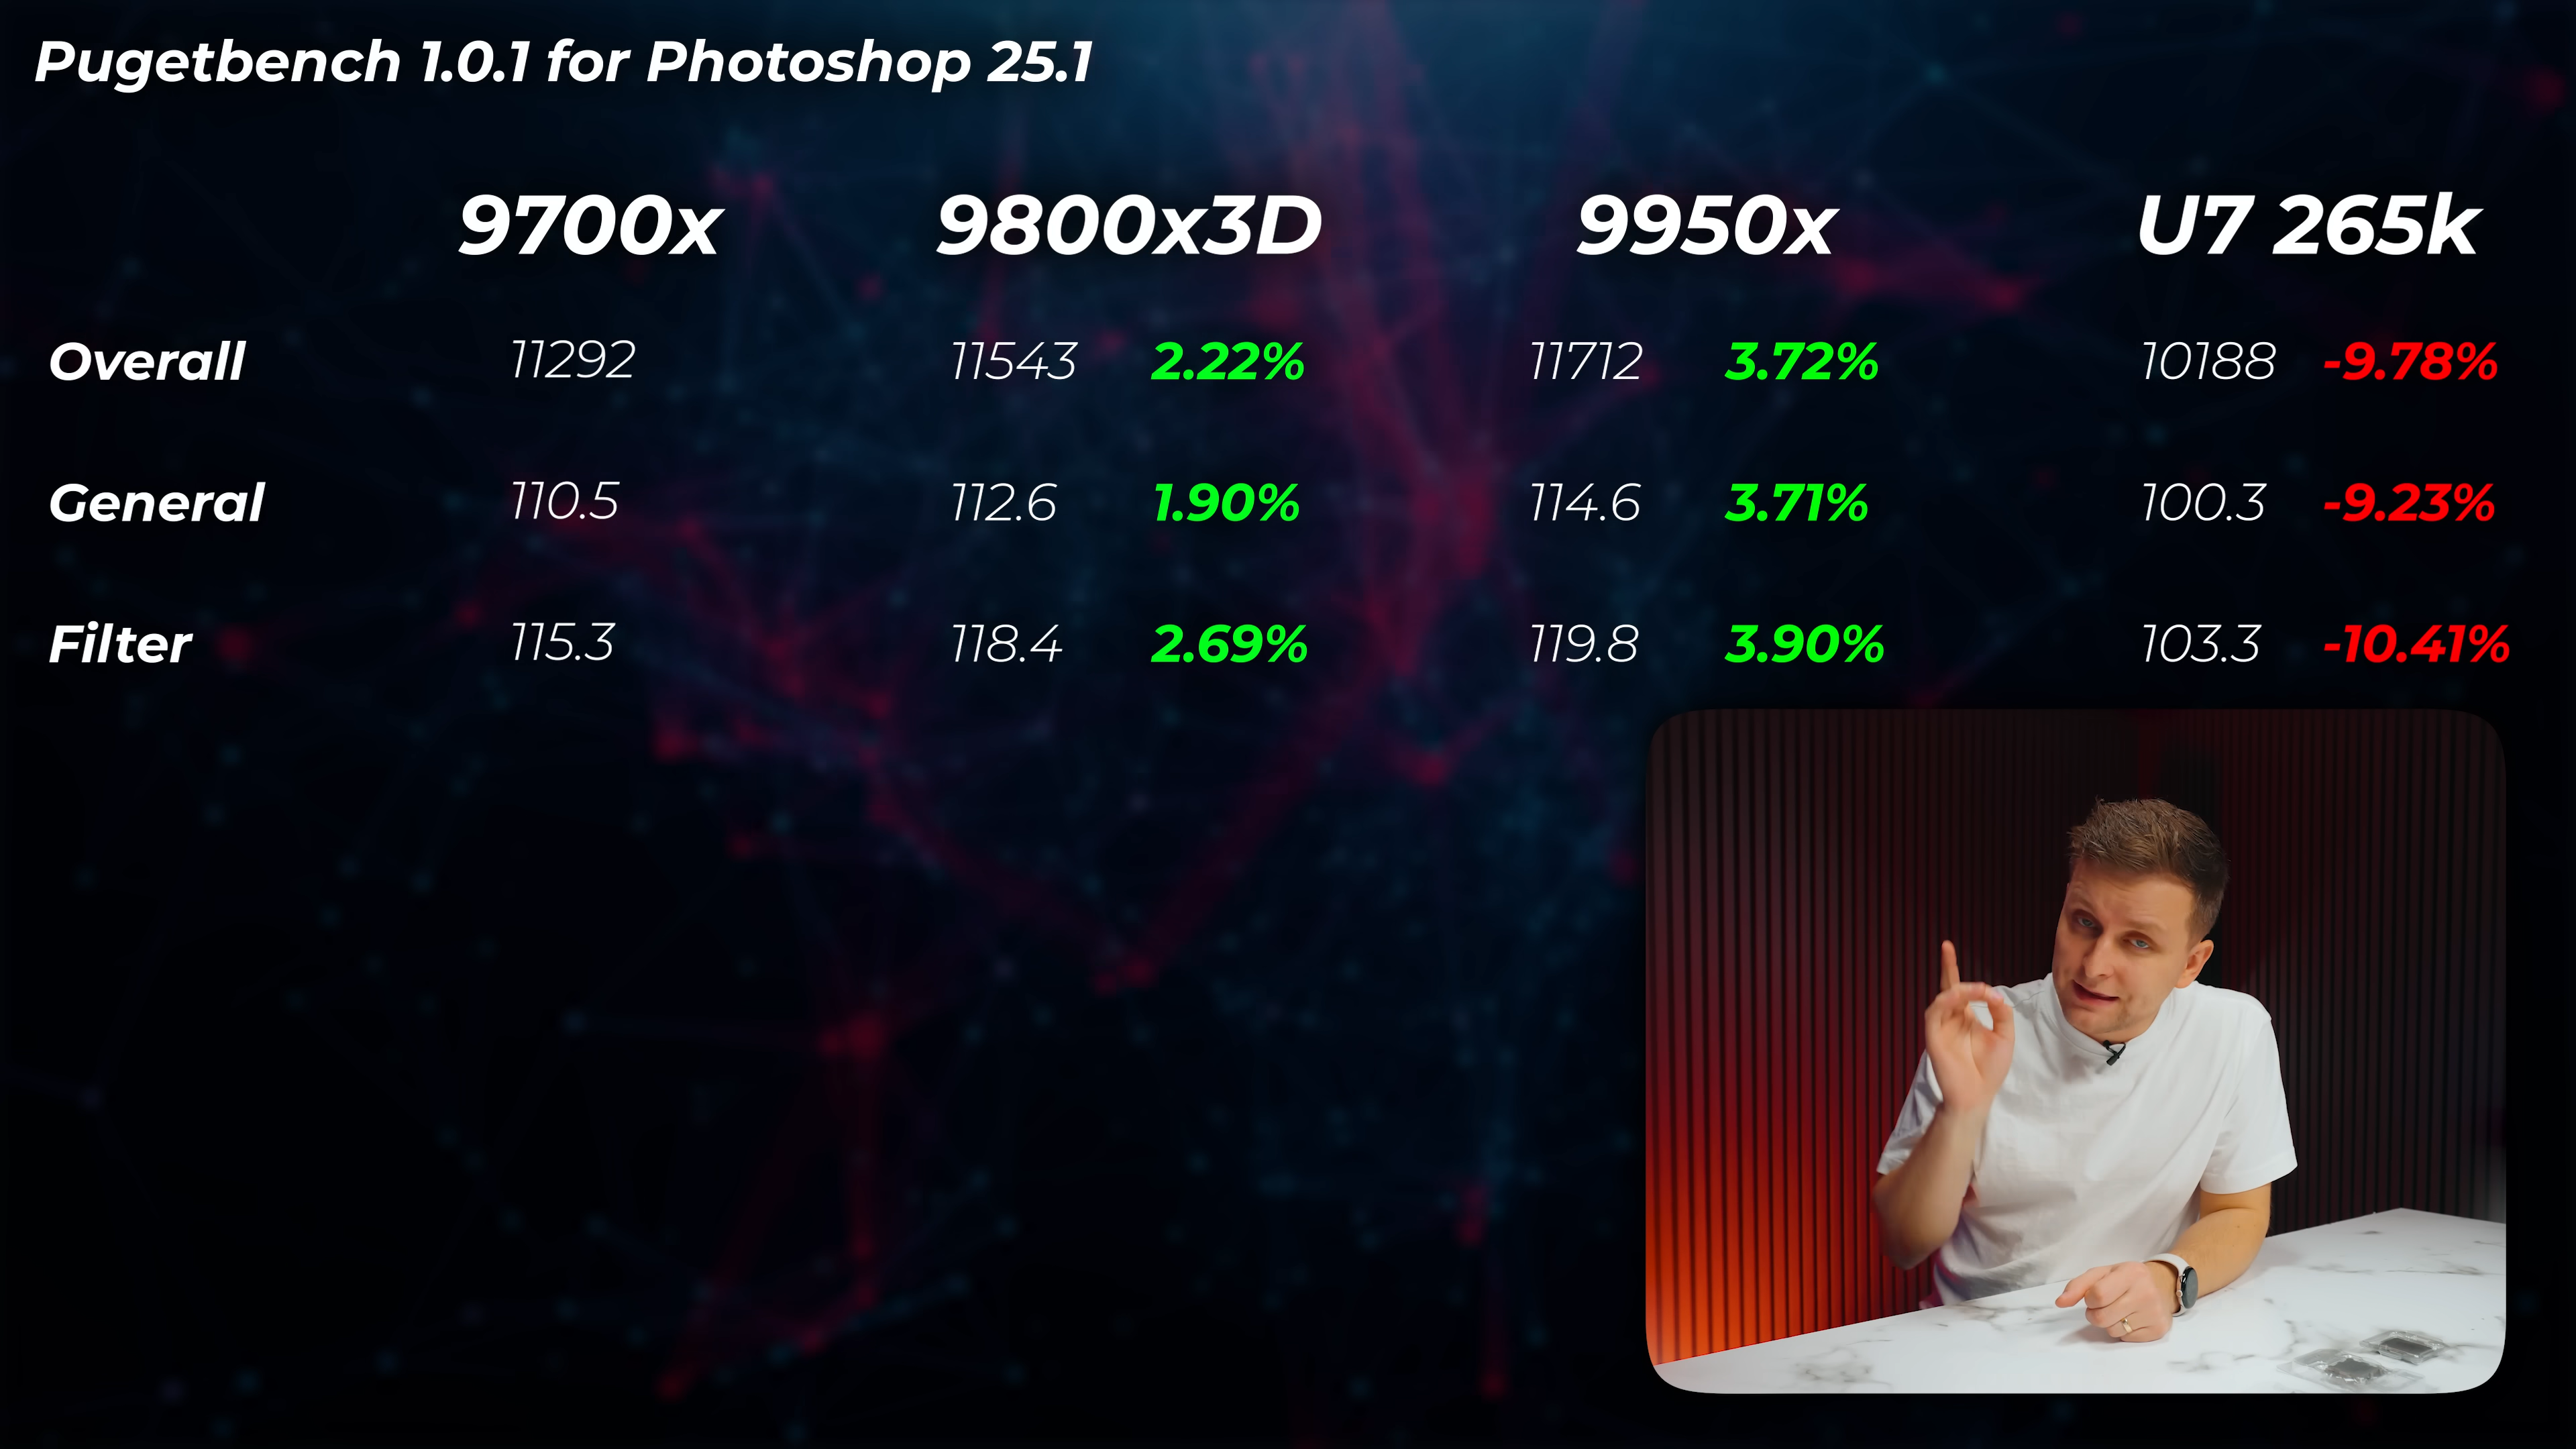 Pugetbench 1.0.1 for Photoshop 25.1
9700x 9800x3D 9950x U7 265k
Overall 11292 11543 2.22% 11712 3.72% 10188 -9.78%
General 110.5 112.6 1.90% 114.6 3.71% 100.3 -9.23%
Filter 115.3 118.4 2.69% 119.8 3.90% 103.3 -10.41%